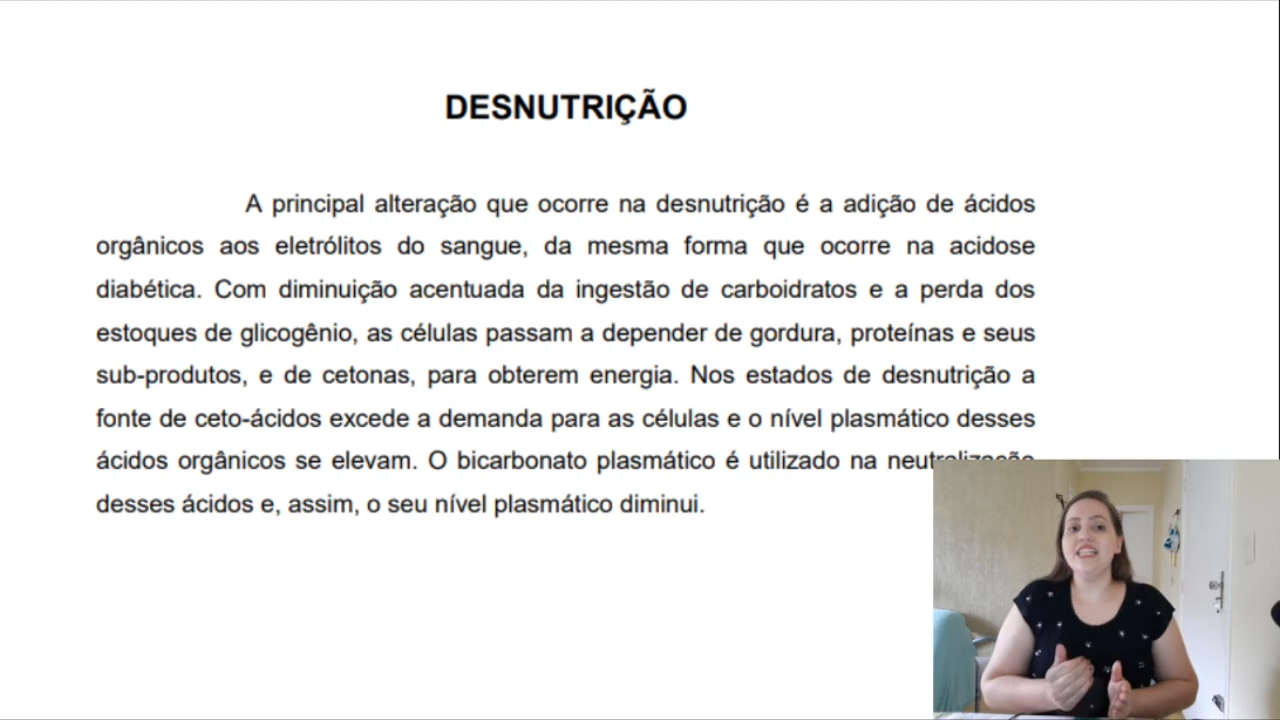 DESNUTRIÇÃO
A principal alteração que ocorre na desnutrição é a adição de ácidos
orgânicos aos eletrólitos do sangue, da mesma forma que ocorre na acidose
diabética. Com diminuição acentuada da ingestão de carboidratos e a perda dos
estoques de glicogênio, as células passam a depender de gordura, proteínas e seus
sub-produtos, e de cetonas, para obterem energia. Nos estados de desnutrição a
fonte de ceto-ácidos excede a demanda para as células e o nível plasmático desses
ácidos orgânicos se elevam. O bicarbonato plasmático é utilizado na neutralização
desses ácidos e, assim, o seu nível plasmático diminui.